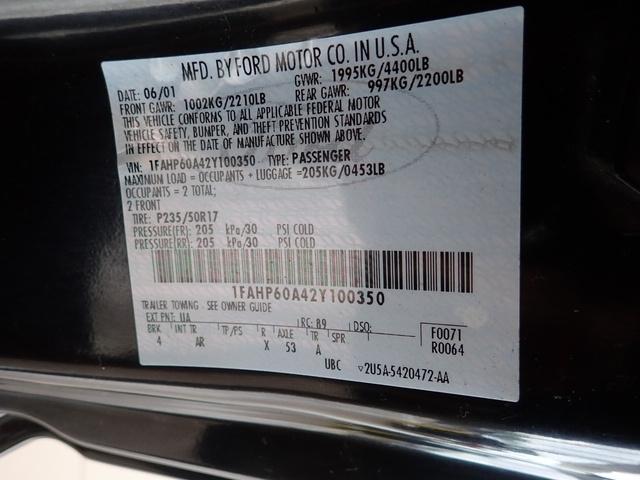 MFD. BY FORD MOTOR CO. IN U.S.A.
DATE: 06/01 GVWR: 1995KG/4400LB
FRONT GAWR: 1002KG/2210LB REAR GAWR: 997KG/2200LB
THIS VEHICLE CONFORMS TO ALL APPLICABLE FEDERAL MOTOR
VEHICLE SAFETY, BUMPER, AND THEFT PREVENTION STANDARDS
IN EFFECT ON THE DATE OF MANUFACTURE SHOWN ABOVE.
VIN: 1FAHP60A42Y100350 TYPE: PASSENGER
MAXIMUM LOAD = OCCUPANTS + LUGGAGE =205KG/0453LB
OCCUPANTS = 2 TOTAL;
2 FRONT
TIRE: P235/50R17
PRESSURE(FR): 205 kPa/30 PSI COLD
PRESSURE(RR): 205 kPa/30 PSI COLD
1FAHP60A42Y100350
TRAILER TOWING - SEE OWNER GUIDE
EXT PNT: UA RC: 89 DSO:
BRK INT TR TP/PS R AXLE TR SPR
4 AR X 53 A
F0071
R0064
UBC 2U5A-5420472-AA